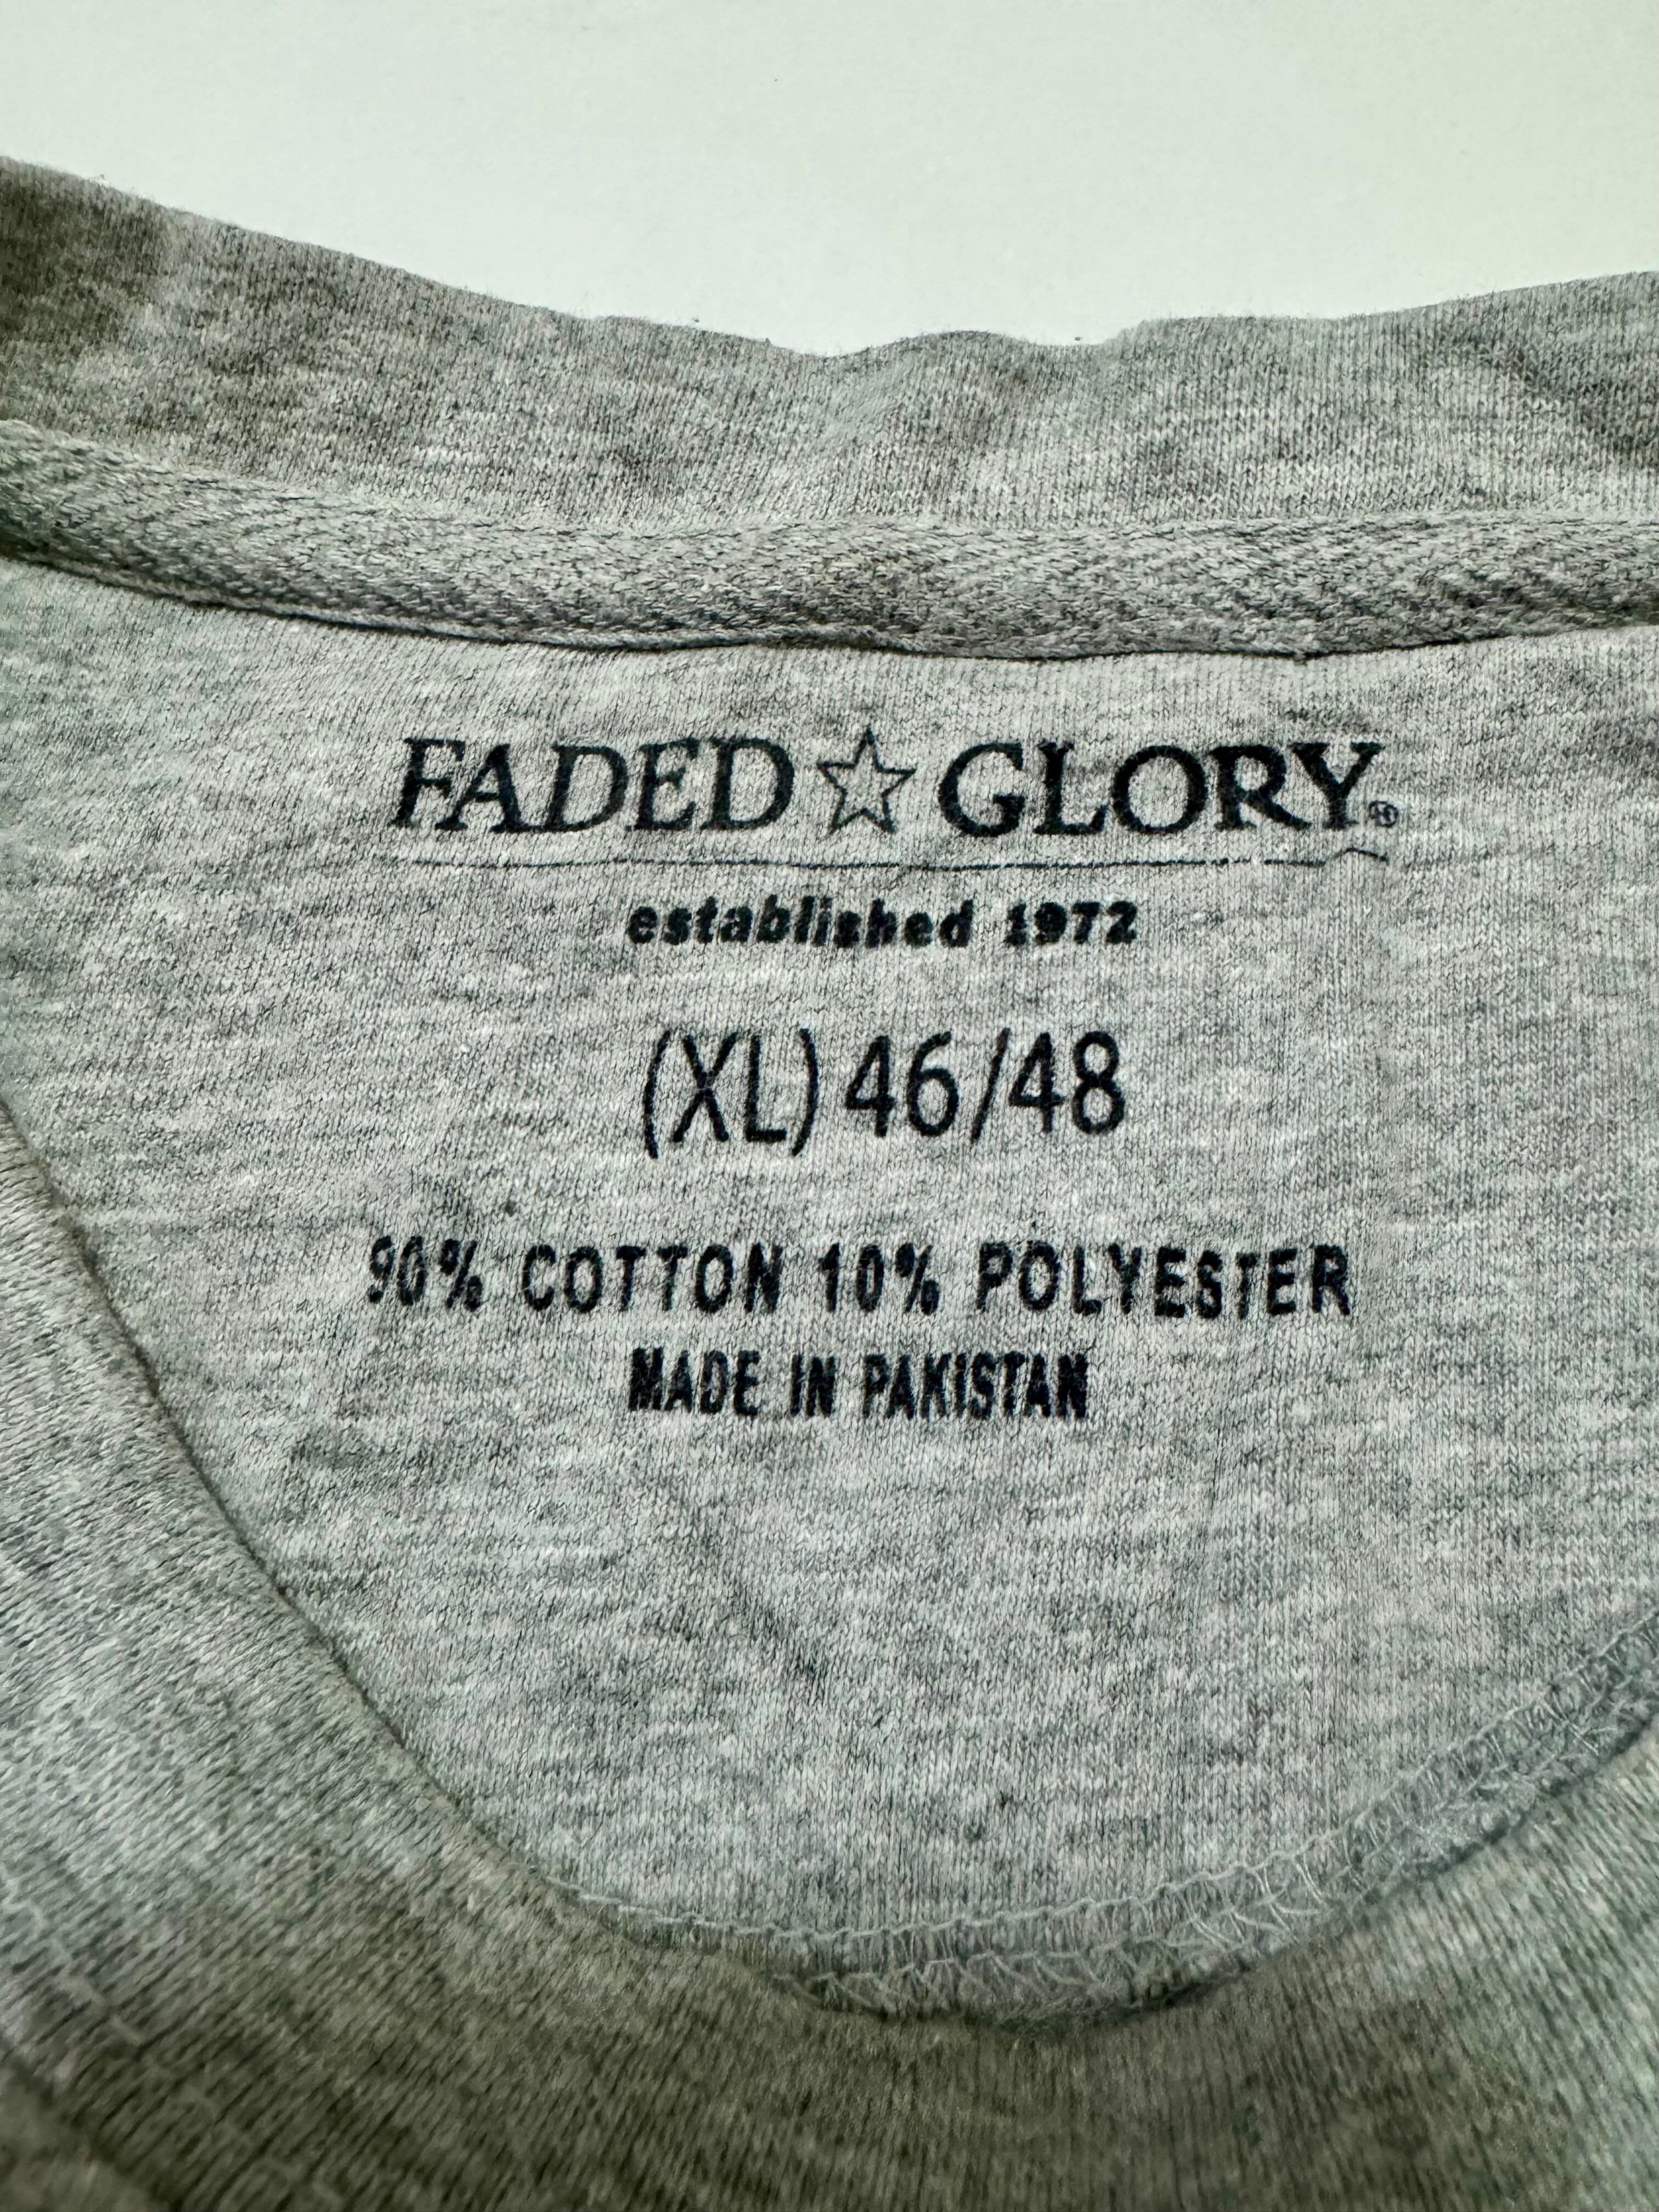 FADED☆GLORY®
established 1972
(XL) 46/48
90% COTTON 10% POLYESTER
MADE IN PAKISTAN